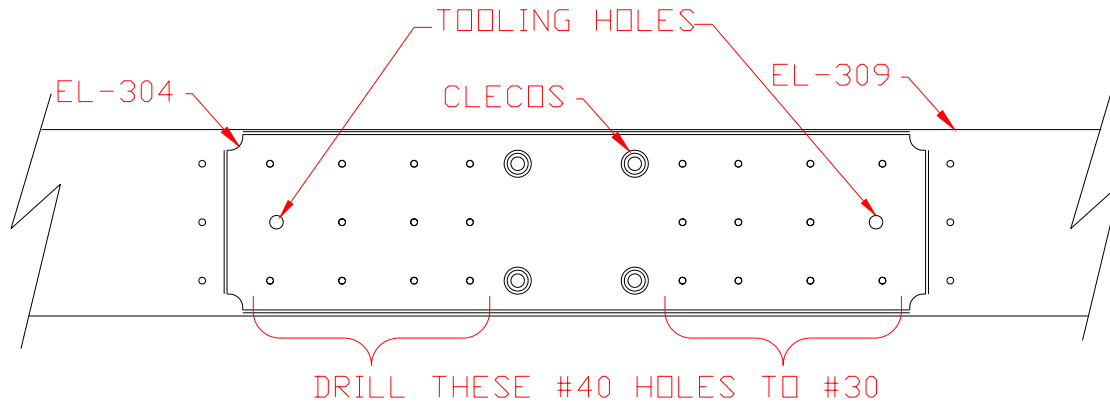 TOOLING HOLES
EL-304
CLECOS
EL-309
DRILL THESE #40 HOLES TO #30